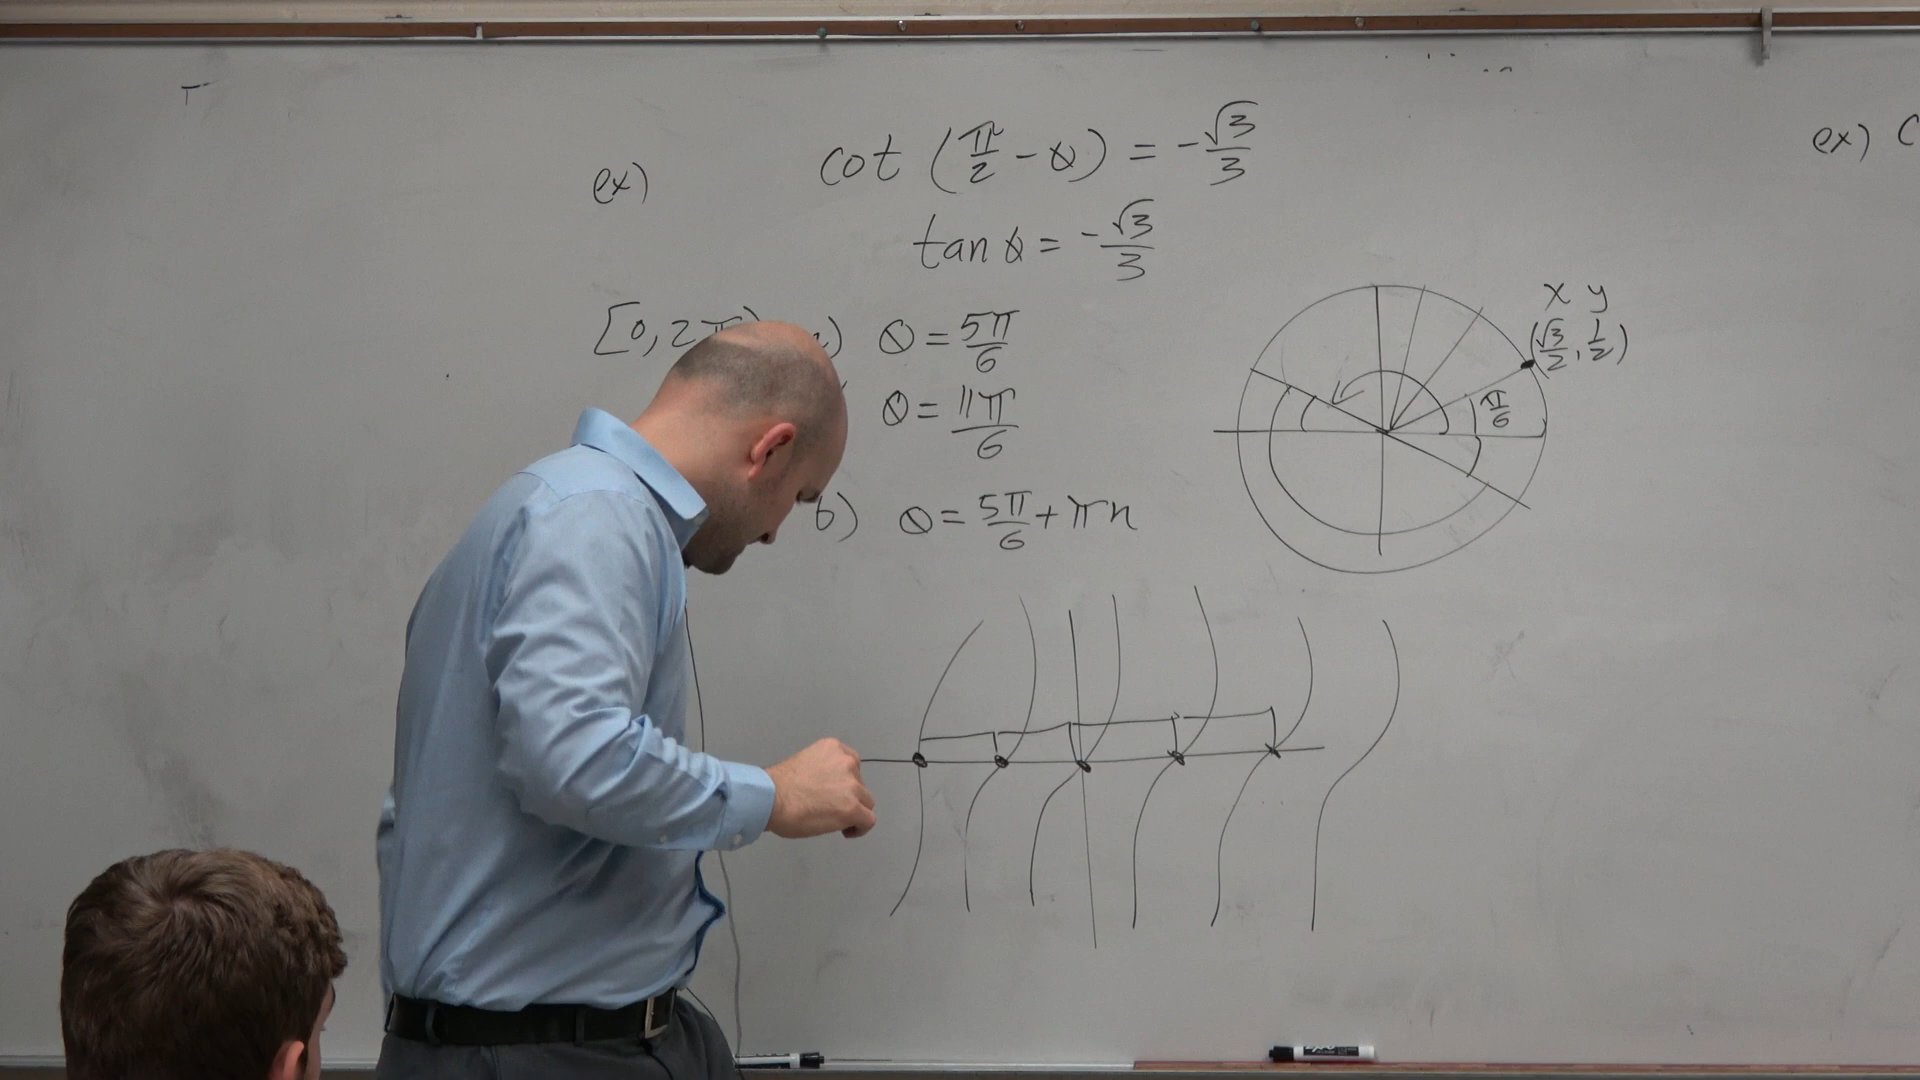 ex) cot (π/2 - θ) = -√3/3
tan θ = -√3/3
[0, 2π) θ = 5π/6
θ = 11π/6
b) θ = 5π/6 + πn
x y
(√3/2, 1/2)
π/6
ex) C
EXPO